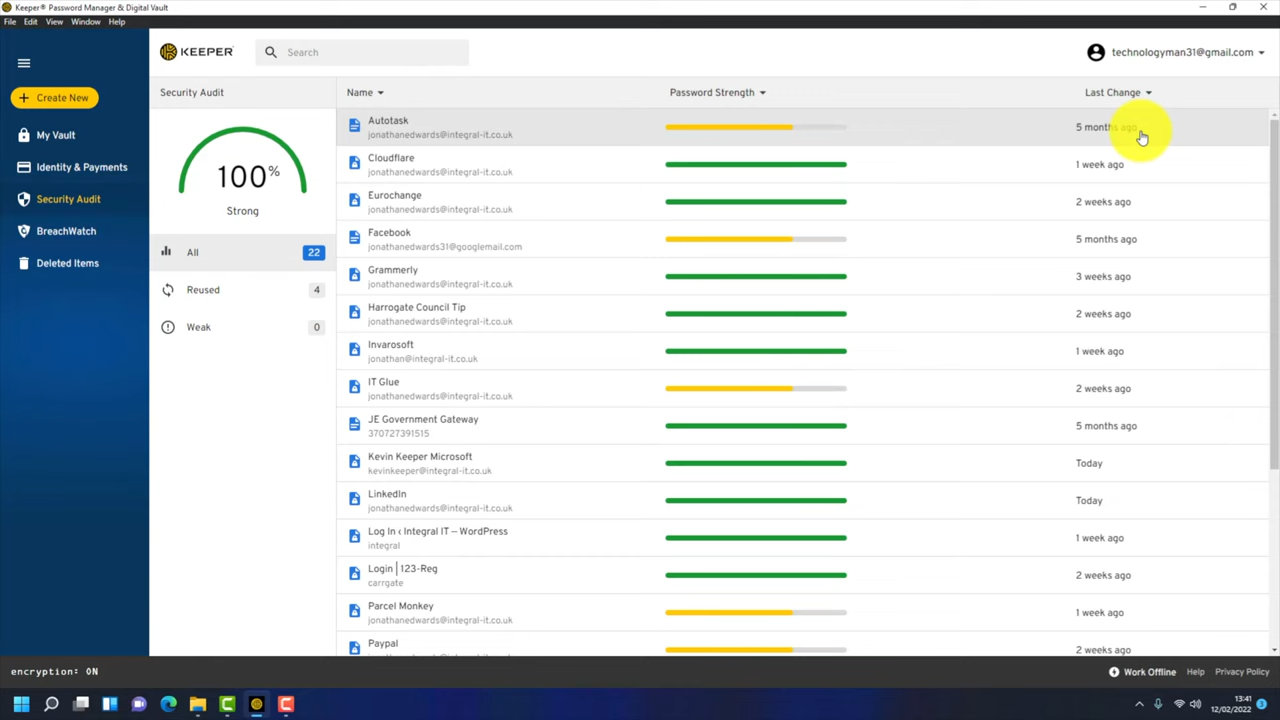 Keeper® Password Manager & Digital Vault
File Edit View Window Help
KEEPER
Search
technologyman31@gmail.com
Create New
My Vault
Identity & Payments
Security Audit
BreachWatch
Deleted Items
Security Audit
100%
Strong
All 22
Reused 4
Weak 0
Name Password Strength Last Change
Autotask
jonathanedwards@integral-it.co.uk
5 months ago
Cloudflare
jonathanedwards@integral-it.co.uk
1 week ago
Eurochange
jonathanedwards@integral-it.co.uk
2 weeks ago
Facebook
jonathanedwards31@googlemail.com
5 months ago
Grammerly
jonathanedwards@integral-it.co.uk
3 weeks ago
Harrogate Council Tip
jonathanedwards@integral-it.co.uk
2 weeks ago
Invarosoft
jonathan@integral-it.co.uk
1 week ago
IT Glue
jonathanedwards@integral-it.co.uk
2 weeks ago
JE Government Gateway
370727391515
5 months ago
Kevin Keeper Microsoft
kevinkeeper@integral-it.co.uk
Today
LinkedIn
jonathanedwards@integral-it.co.uk
Today
Log In ‹ Integral IT — WordPress
integral
1 week ago
Login | 123-Reg
carrgate
2 weeks ago
Parcel Monkey
jonathanedwards@integral-it.co.uk
1 week ago
Paypal
2 weeks ago
encryption: ON
Work Offline Help Privacy Policy
13:41
12/02/2022
3